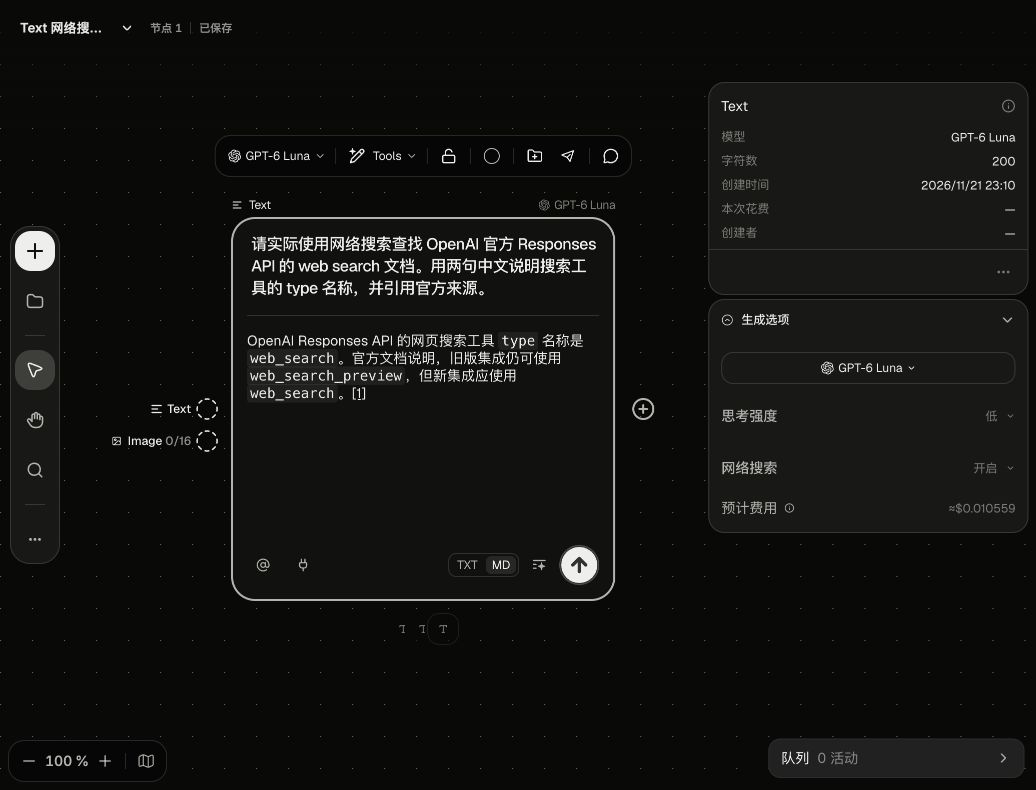 Text 网络搜...
节点 1
已保存
GPT-6 Luna
Tools
Text
GPT-6 Luna
请实际使用网络搜索查找 OpenAI 官方 Responses
API 的 web search 文档。用两句中文说明搜索工
具的 type 名称，并引用官方来源。
OpenAI Responses API 的网页搜索工具 type 名称是
web_search。官方文档说明，旧版集成仍可使用
web_search_preview，但新集成应使用
web_search。[1]
Text
Image 0/16
@
TXT MD
T T T
Text
模型 GPT-6 Luna
字符数 200
创建时间 2026/11/21 23:10
本次花费 —
创建者 —
生成选项
GPT-6 Luna
思考强度 低
网络搜索 开启
预计费用 ≈$0.010559
100 %
队列 0 活动